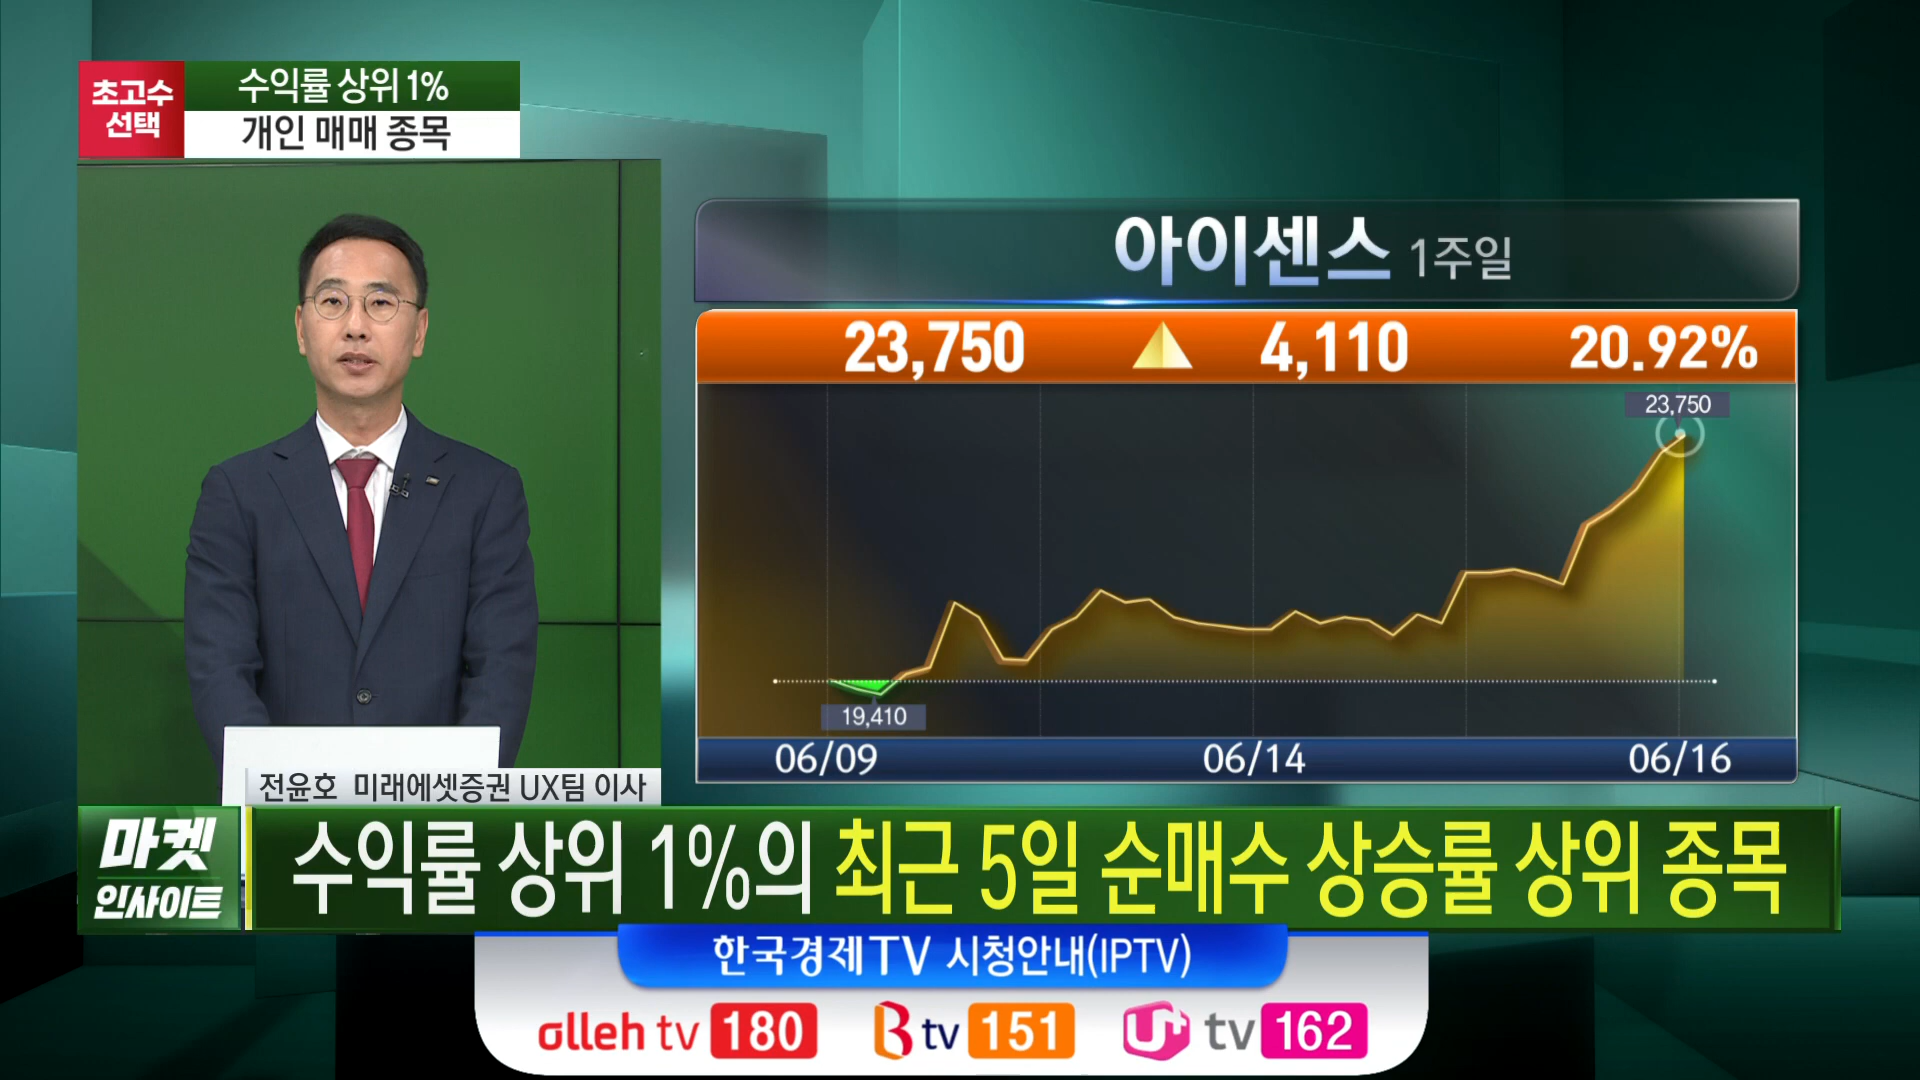 초고수
선택
수익률 상위 1%
개인 매매 종목
아이센스 1주일
23,750 4,110 20.92%
23,750
19,410
06/09 06/14 06/16
전윤호 미래에셋증권 UX팀 이사
마켓
인사이트
수익률 상위 1%의 최근 5일 순매수 상승률 상위 종목
한국경제TV 시청안내(IPTV)
olleh tv 180 B tv 151 U+ tv 162